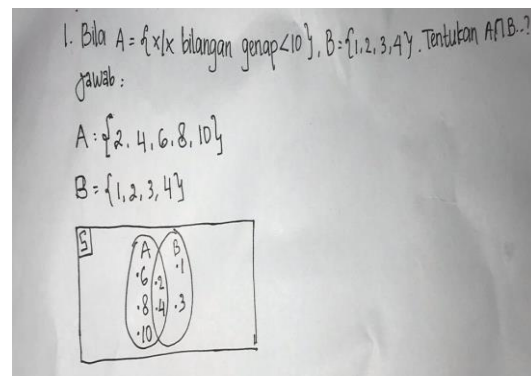 1. Bila A = {x/x bilangan genap<10}, B = {1, 2, 3, 4}. Tentukan A∩B..?
Jawab:
A : {2, 4, 6, 8, 10}
B = {1, 2, 3, 4}
S
A B
.6 .2 .1
.8 .4 .3
.10